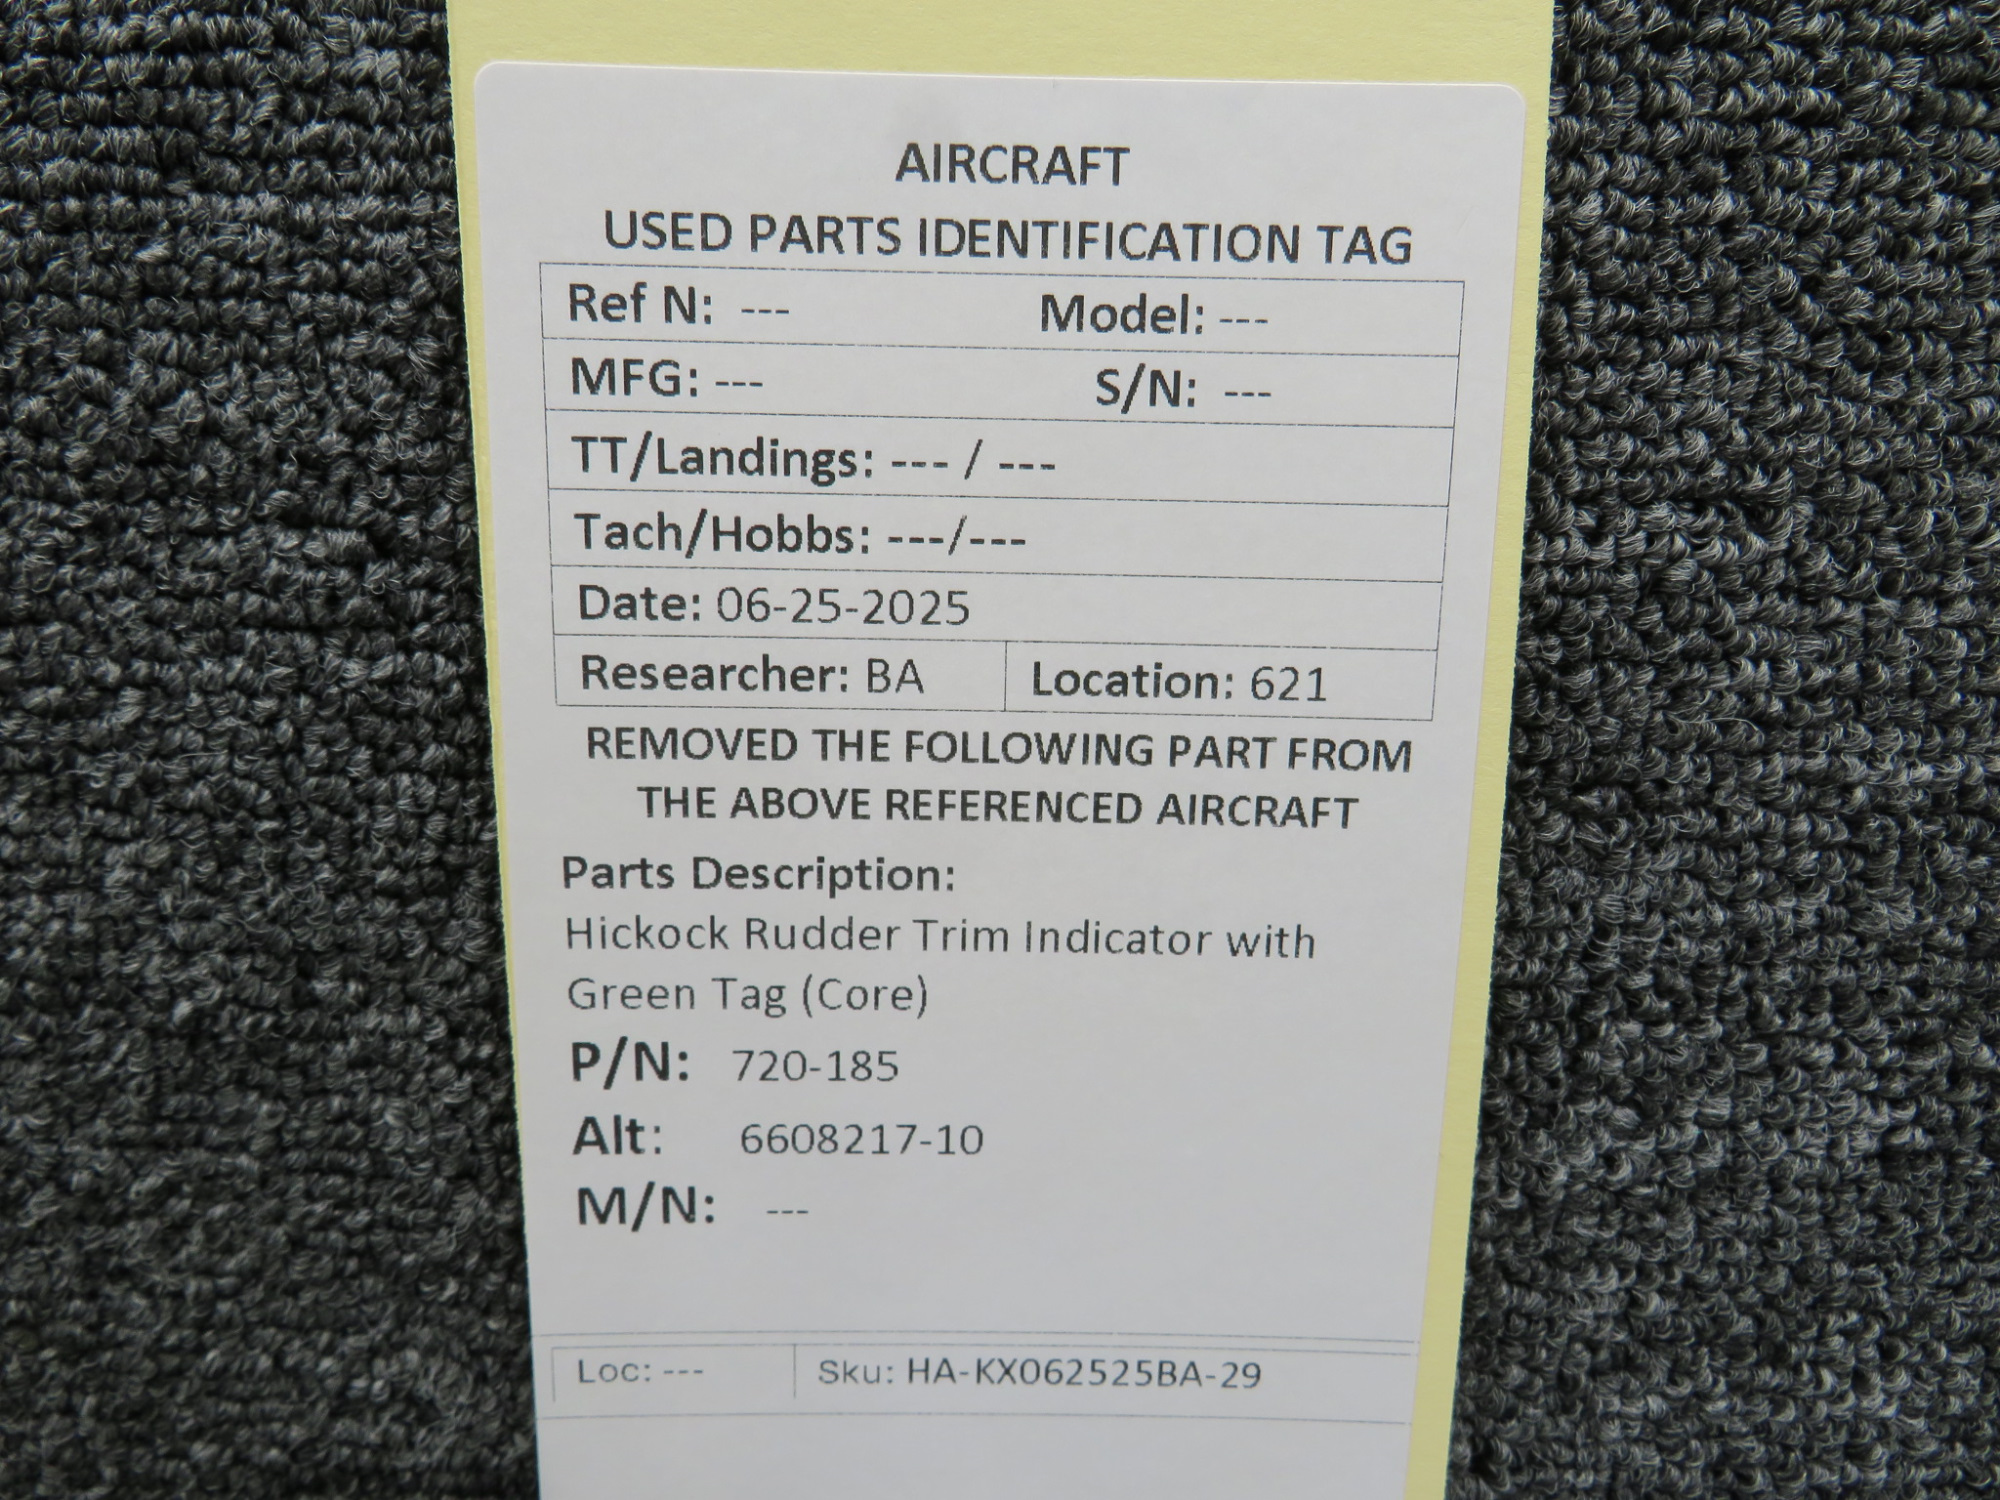 AIRCRAFT
USED PARTS IDENTIFICATION TAG
Ref N: --- Model: ---
MFG: --- S/N: ---
TT/Landings: --- / ---
Tach/Hobbs: ---/---
Date: 06-25-2025
Researcher: BA Location: 621
REMOVED THE FOLLOWING PART FROM
THE ABOVE REFERENCED AIRCRAFT
Parts Description:
Hickock Rudder Trim Indicator with
Green Tag (Core)
P/N: 720-185
Alt: 6608217-10
M/N: ---
Loc: --- Sku: HA-KX062525BA-29